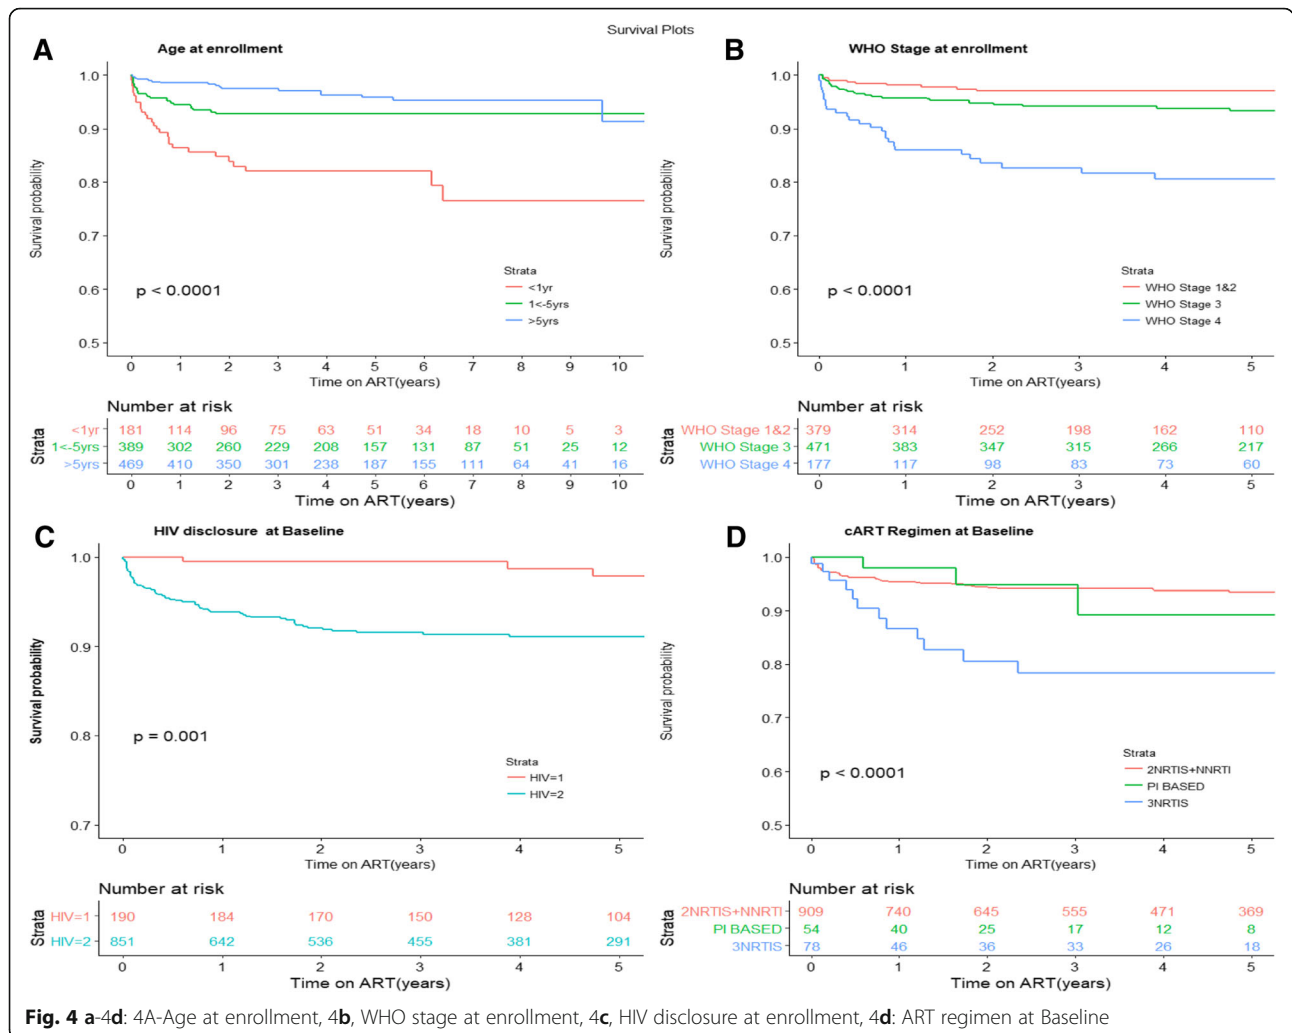 Survival Plots
A Age at enrollment
1.0
0.9
0.8
0.7
0.6
0.5
Survival probability
p < 0.0001
Strata
<1yr
1<-5yrs
>5yrs
0 1 2 3 4 5 6 7 8 9 10
Time on ART(years)
Number at risk
Strata
<1yr 181 114 96 75 63 51 34 18 10 5 3
1<-5yrs 389 302 260 229 208 157 131 87 51 25 12
>5yrs 469 410 350 301 238 187 155 111 64 41 16
0 1 2 3 4 5 6 7 8 9 10
Time on ART(years)
B WHO Stage at enrollment
1.0
0.9
0.8
0.7
0.6
0.5
Survival probability
p < 0.0001
Strata
WHO Stage 1&2
WHO Stage 3
WHO Stage 4
0 1 2 3 4 5
Time on ART(years)
Number at risk
Strata
WHO Stage 1&2 379 314 252 198 162 110
WHO Stage 3 471 383 347 315 266 217
WHO Stage 4 177 117 98 83 73 60
0 1 2 3 4 5
Time on ART(years)
C HIV disclosure at Baseline
1.0
0.9
0.8
0.7
Survival probability
p = 0.001
Strata
HIV=1
HIV=2
0 1 2 3 4 5
Time on ART(years)
Number at risk
Strata
HIV=1 190 184 170 150 128 104
HIV=2 851 642 536 455 381 291
0 1 2 3 4 5
Time on ART(years)
D cART Regimen at Baseline
1.0
0.9
0.8
0.7
0.6
0.5
Survival probability
p < 0.0001
Strata
2NRTIS+NNRTI
PI BASED
3NRTIS
0 1 2 3 4 5
Time on ART(years)
Number at risk
Strata
2NRTIS+NNRTI 909 740 645 555 471 369
PI BASED 54 40 25 17 12 8
3NRTIS 78 46 36 33 26 18
0 1 2 3 4 5
Time on ART(years)
Fig. 4 a-4d: 4A-Age at enrollment, 4b, WHO stage at enrollment, 4c, HIV disclosure at enrollment, 4d: ART regimen at Baseline